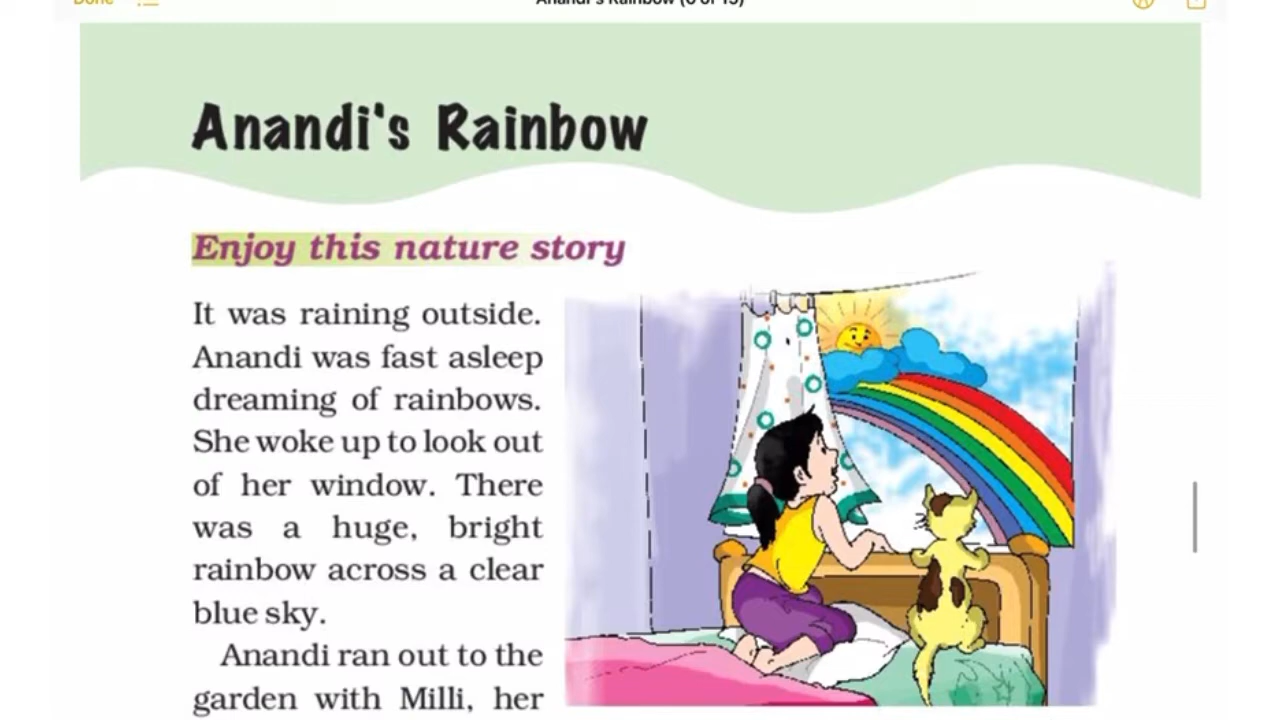 Anandi's Rainbow
Enjoy this nature story
It was raining outside.
Anandi was fast asleep
dreaming of rainbows.
She woke up to look out
of her window. There
was a huge, bright
rainbow across a clear
blue sky.
Anandi ran out to the
garden with Milli, her